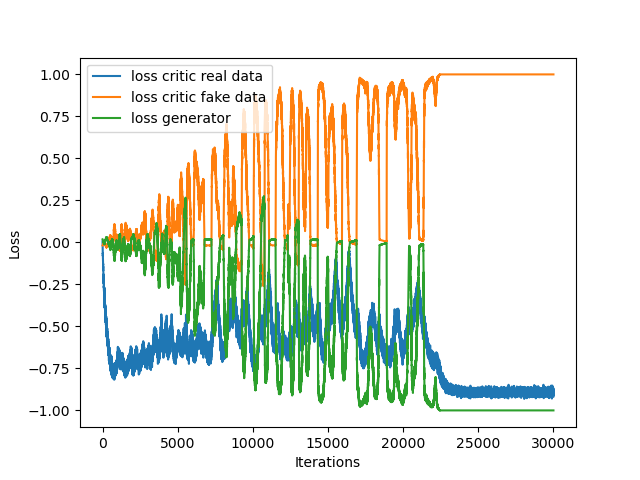 loss critic real data
loss critic fake data
loss generator
1.00
0.75
0.50
0.25
0.00
−0.25
−0.50
−0.75
−1.00
Loss
0 5000 10000 15000 20000 25000 30000
Iterations